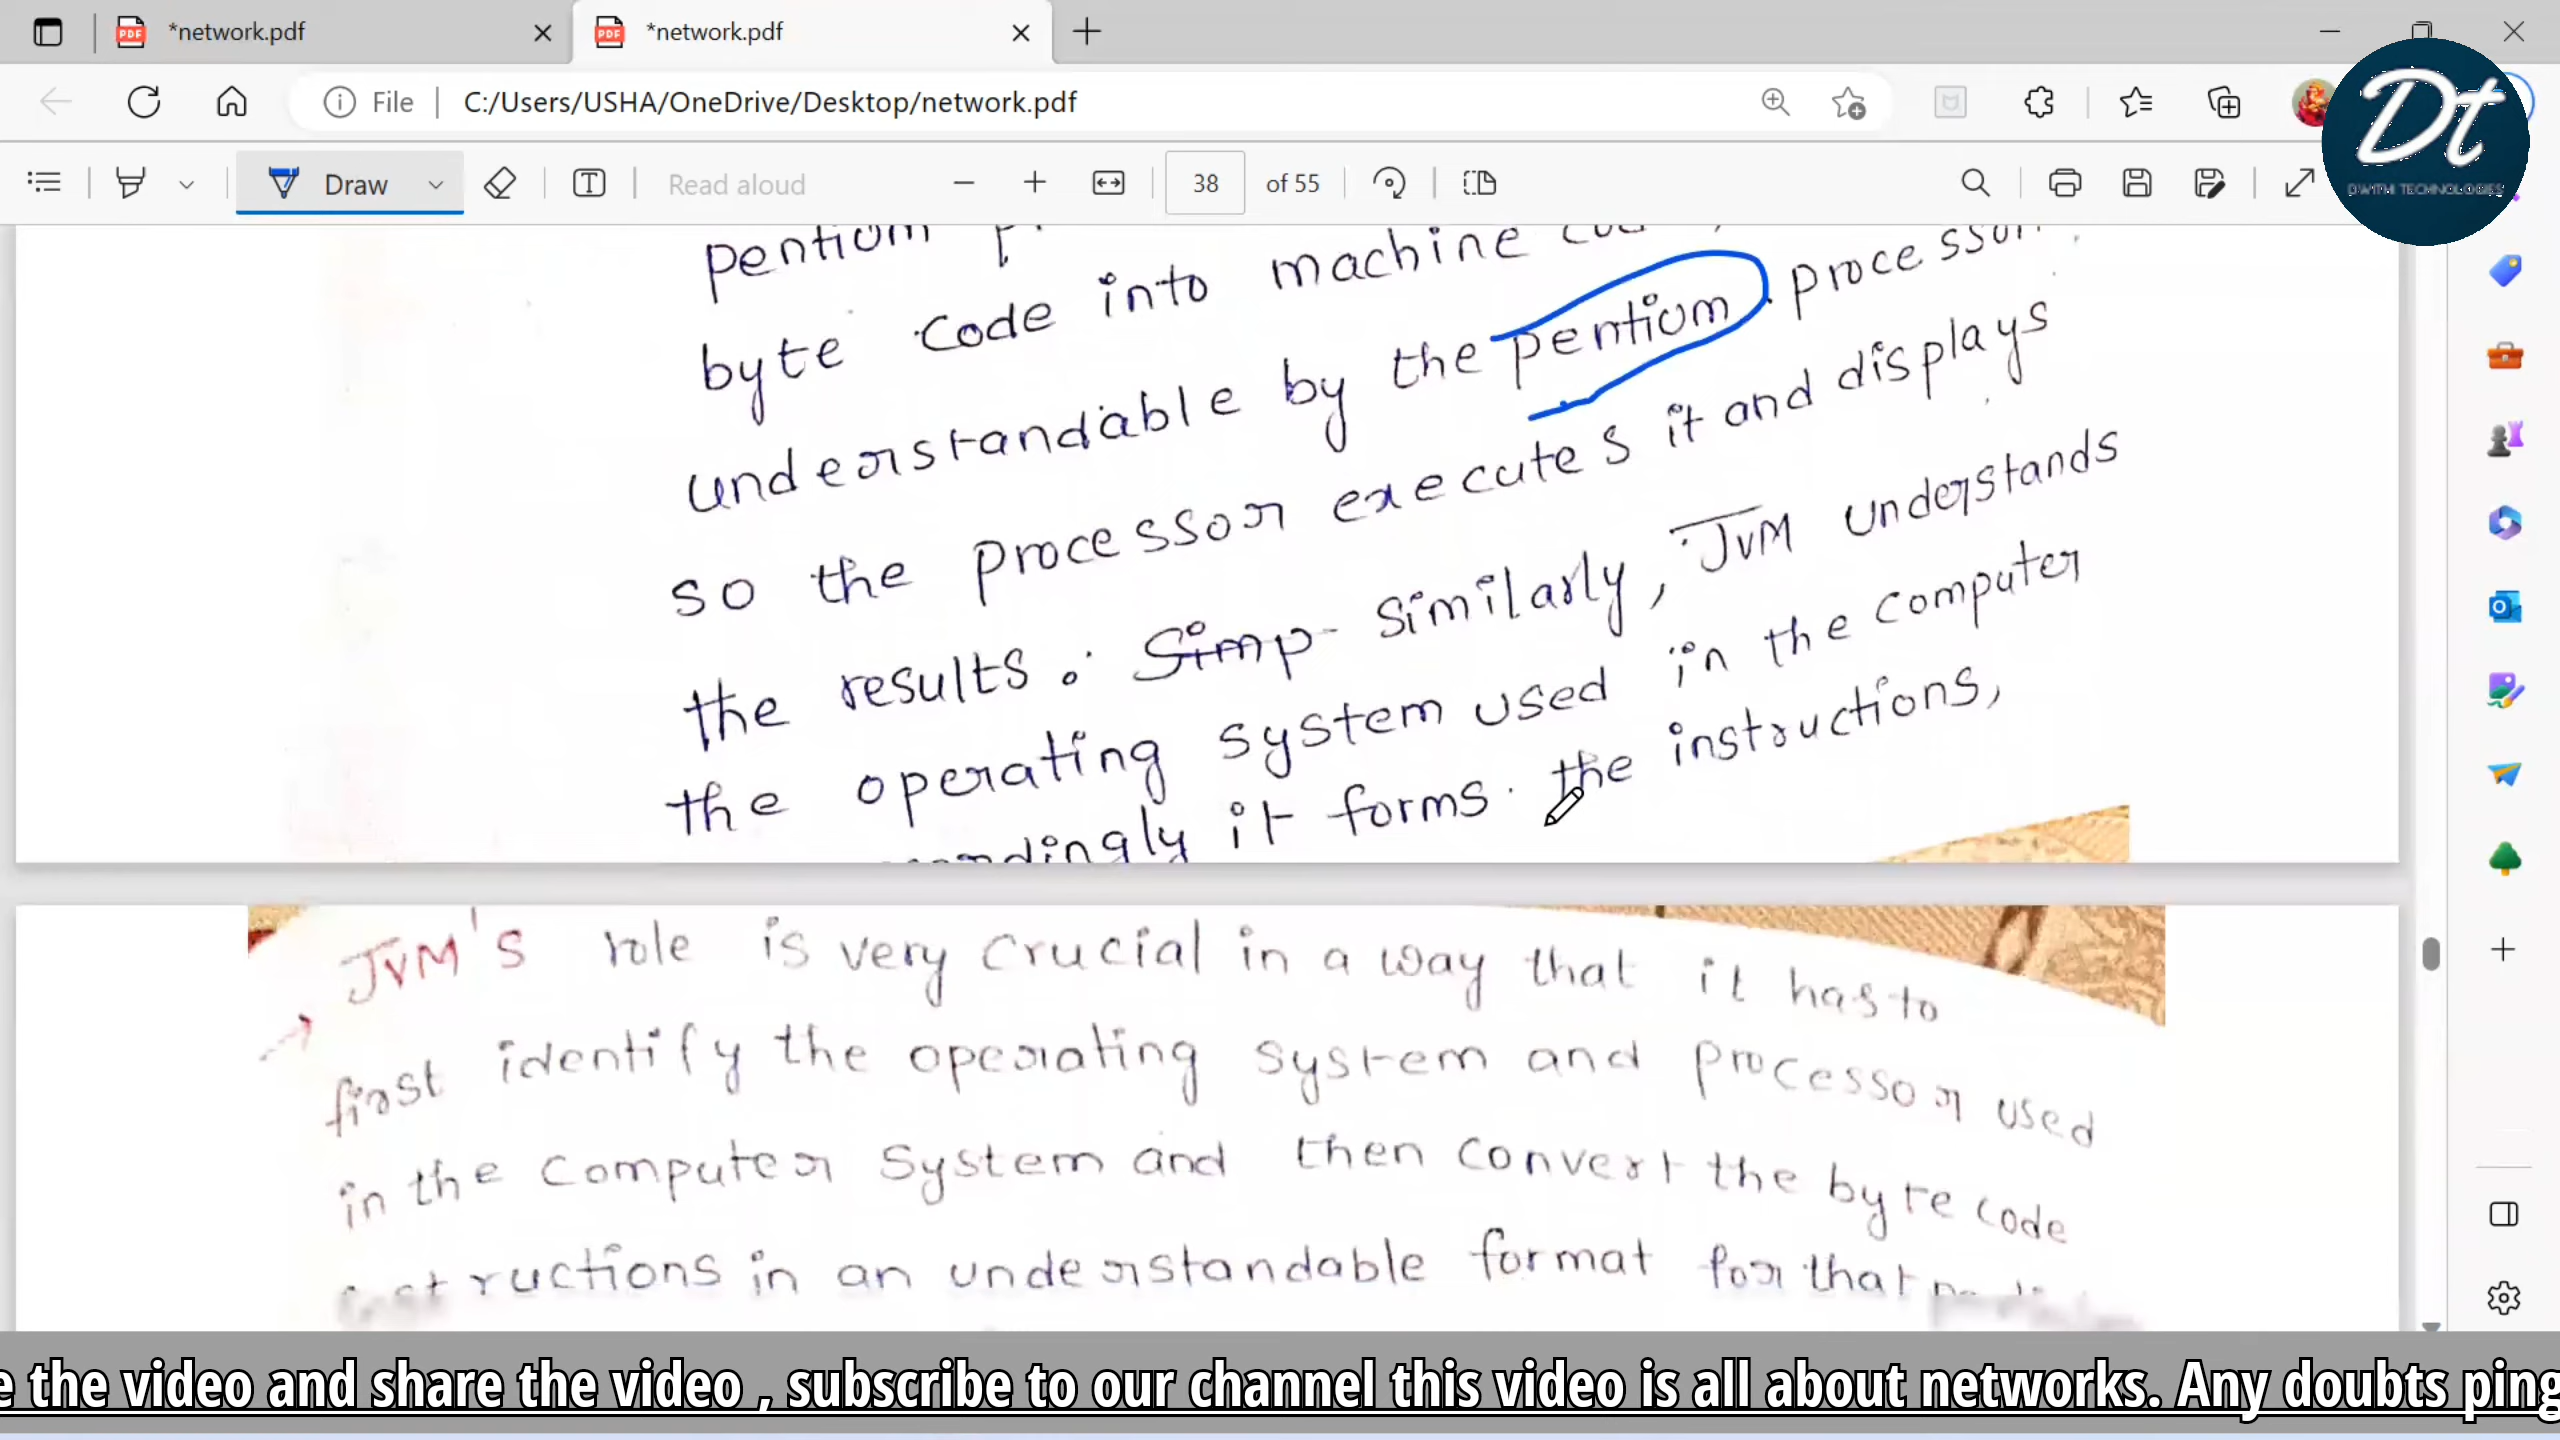 *network.pdf
*network.pdf
File
C:/Users/USHA/OneDrive/Desktop/network.pdf
Dt
DWITHI TECHNOLOGIES
Draw
Read aloud
38 of 55
pentium
byte code into machine
understandable by the pentium processor
so the processor executes it and displays
the results. Simp Similarly, JVM understands
the operating system used in the computer
it forms the instructions,
JVM's role is very crucial in a way that it has to
first identify the operating system and processor used
in the computer system and then convert the byte code
in an understandable format for that
e the video and share the video , subscribe to our channel this video is all about networks. Any doubts ping